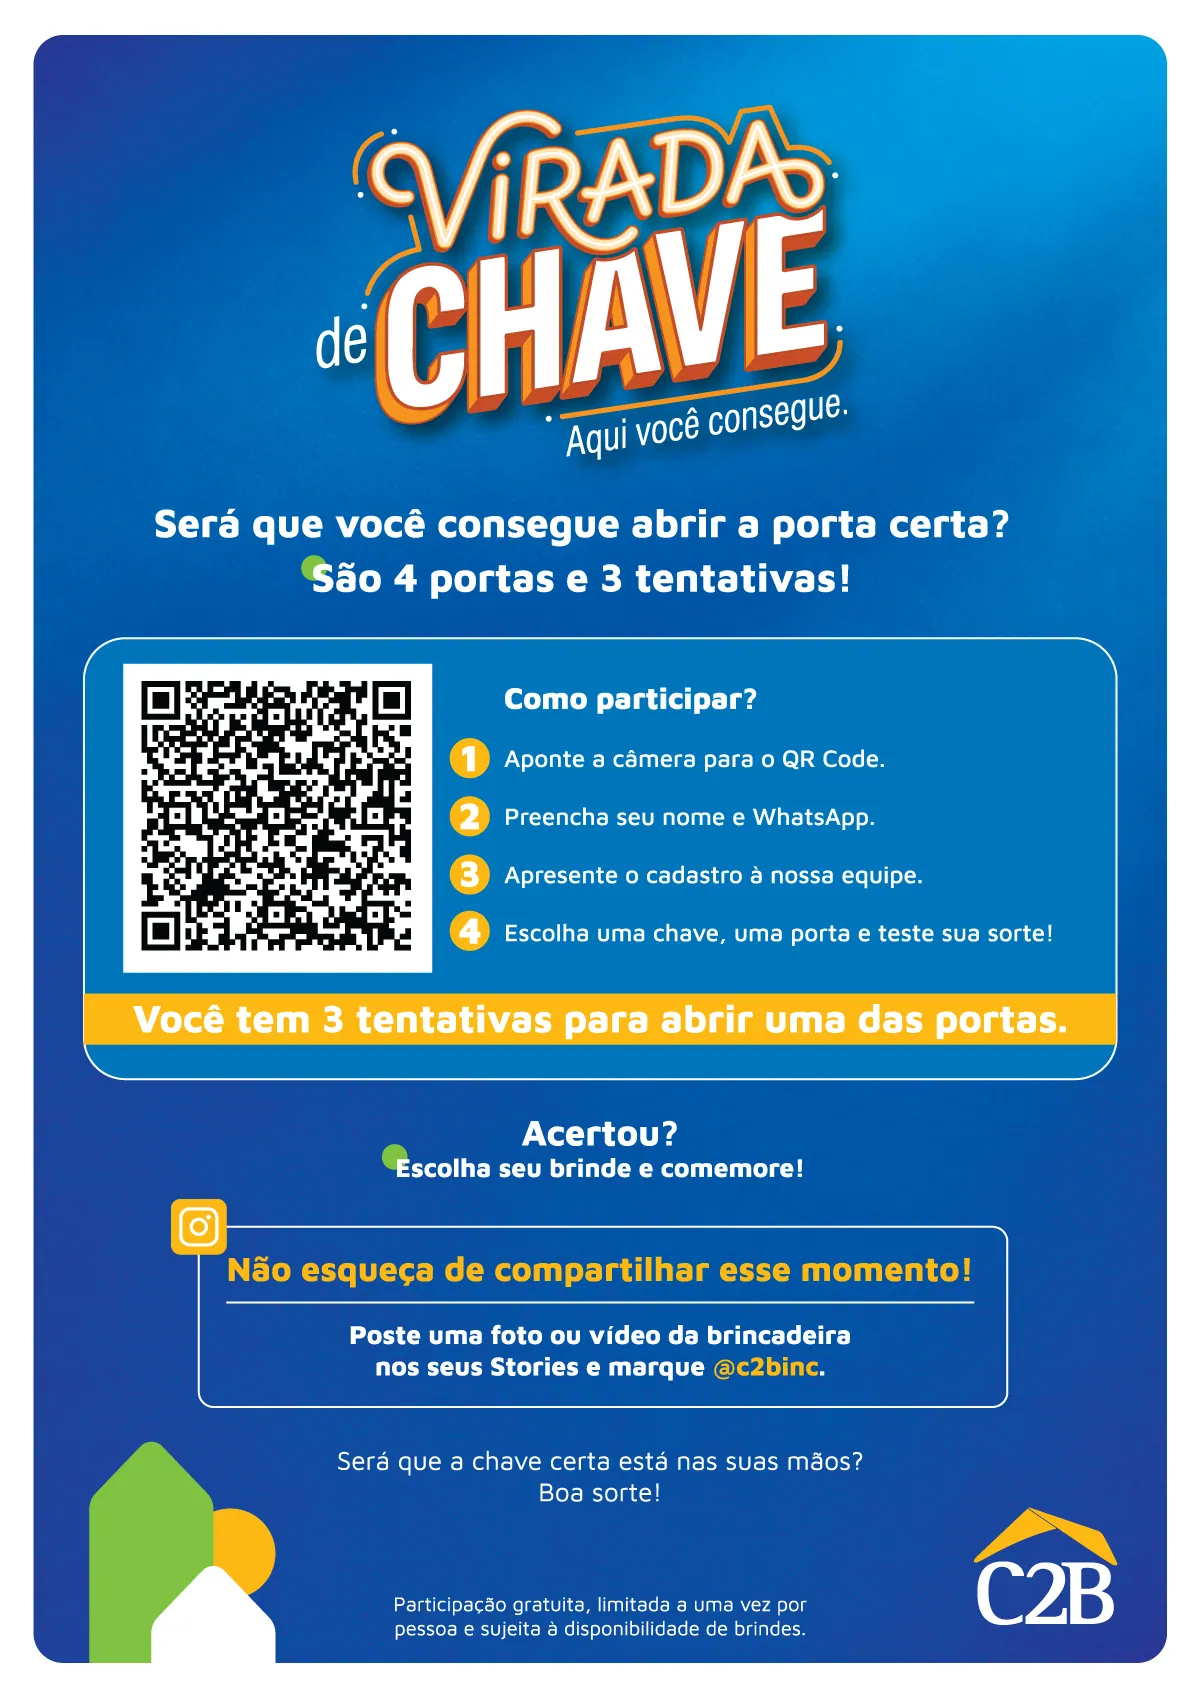 VIRADA
de CHAVE
Aqui você consegue.
Será que você consegue abrir a porta certa?
São 4 portas e 3 tentativas!
Como participar?
1 Aponte a câmera para o QR Code.
2 Preencha seu nome e WhatsApp.
3 Apresente o cadastro à nossa equipe.
4 Escolha uma chave, uma porta e teste sua sorte!
Você tem 3 tentativas para abrir uma das portas.
Acertou?
Escolha seu brinde e comemore!
Não esqueça de compartilhar esse momento!
Poste uma foto ou vídeo da brincadeira
nos seus Stories e marque @c2binc.
Será que a chave certa está nas suas mãos?
Boa sorte!
C2B
Participação gratuita, limitada a uma vez por
pessoa e sujeita à disponibilidade de brindes.